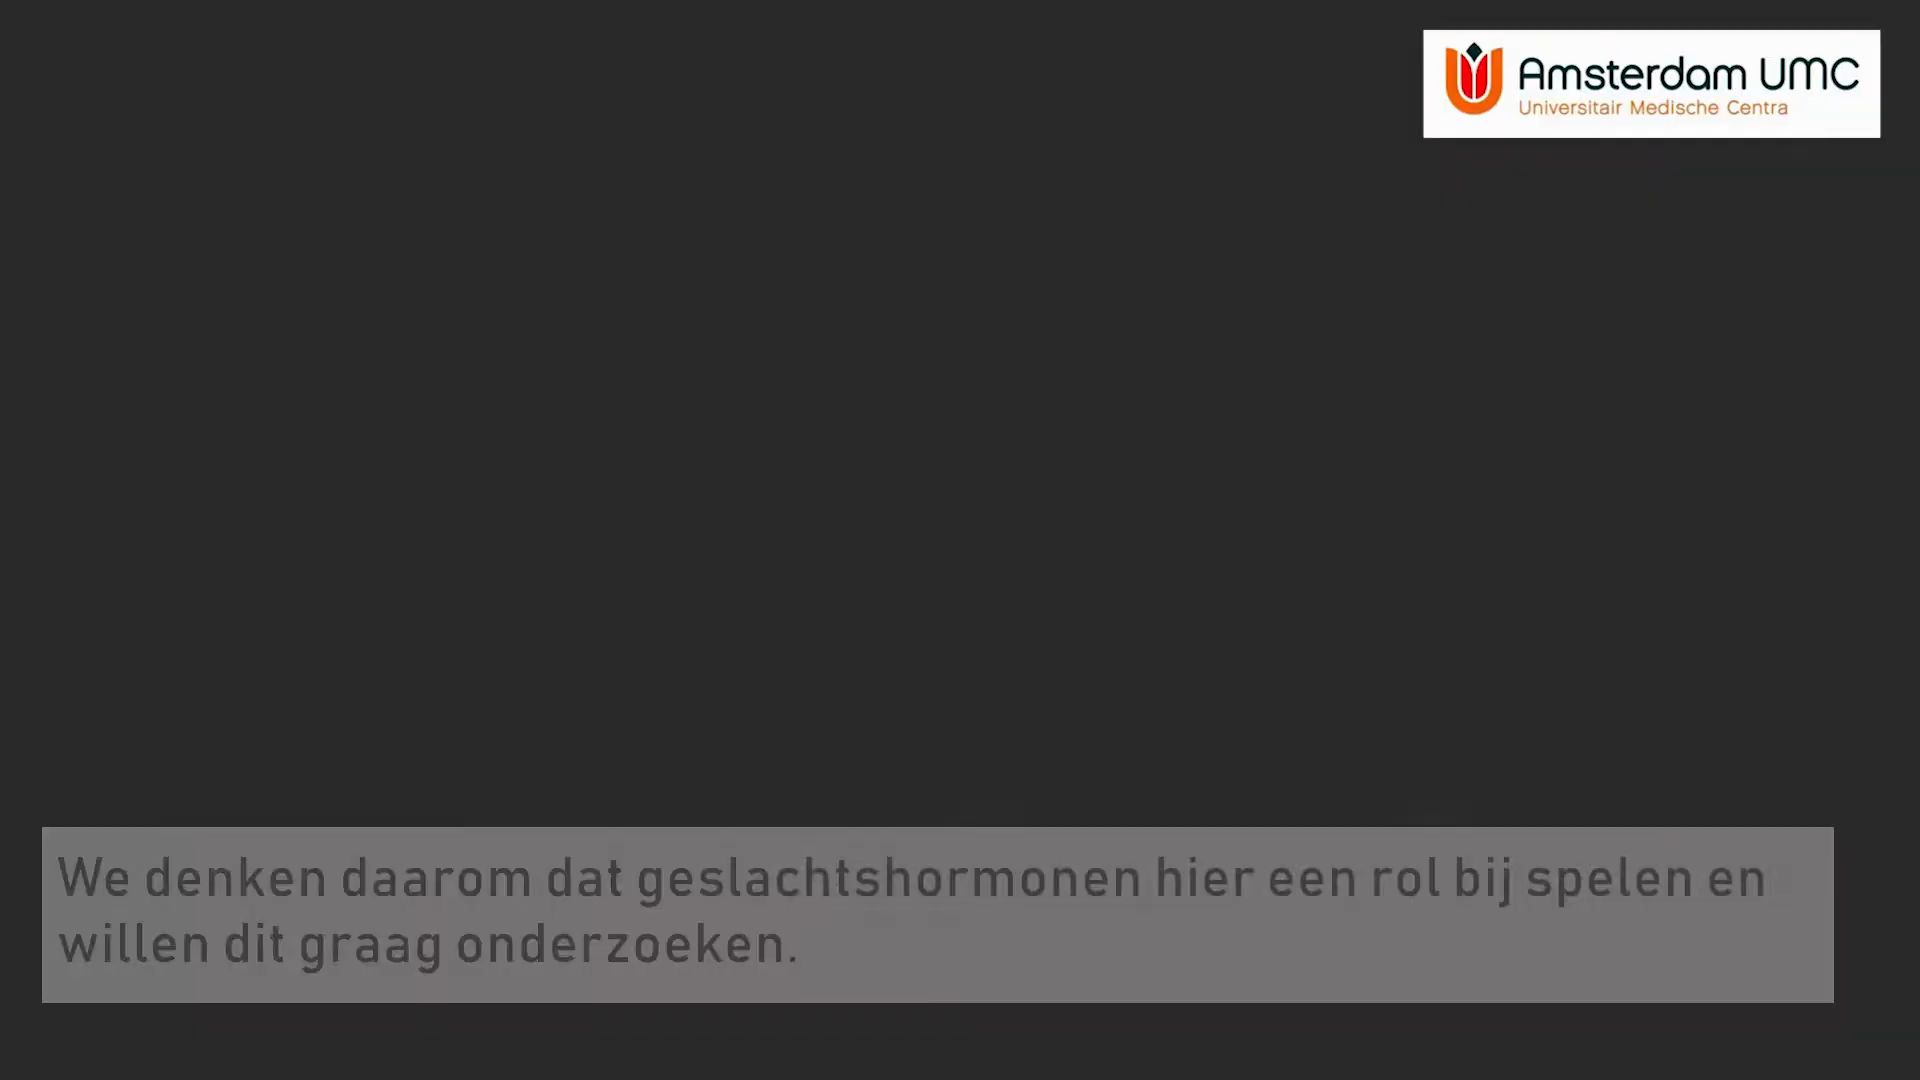 Amsterdam UMC
Universitair Medische Centra
We denken daarom dat geslachtshormonen hier een rol bij spelen en
willen dit graag onderzoeken.